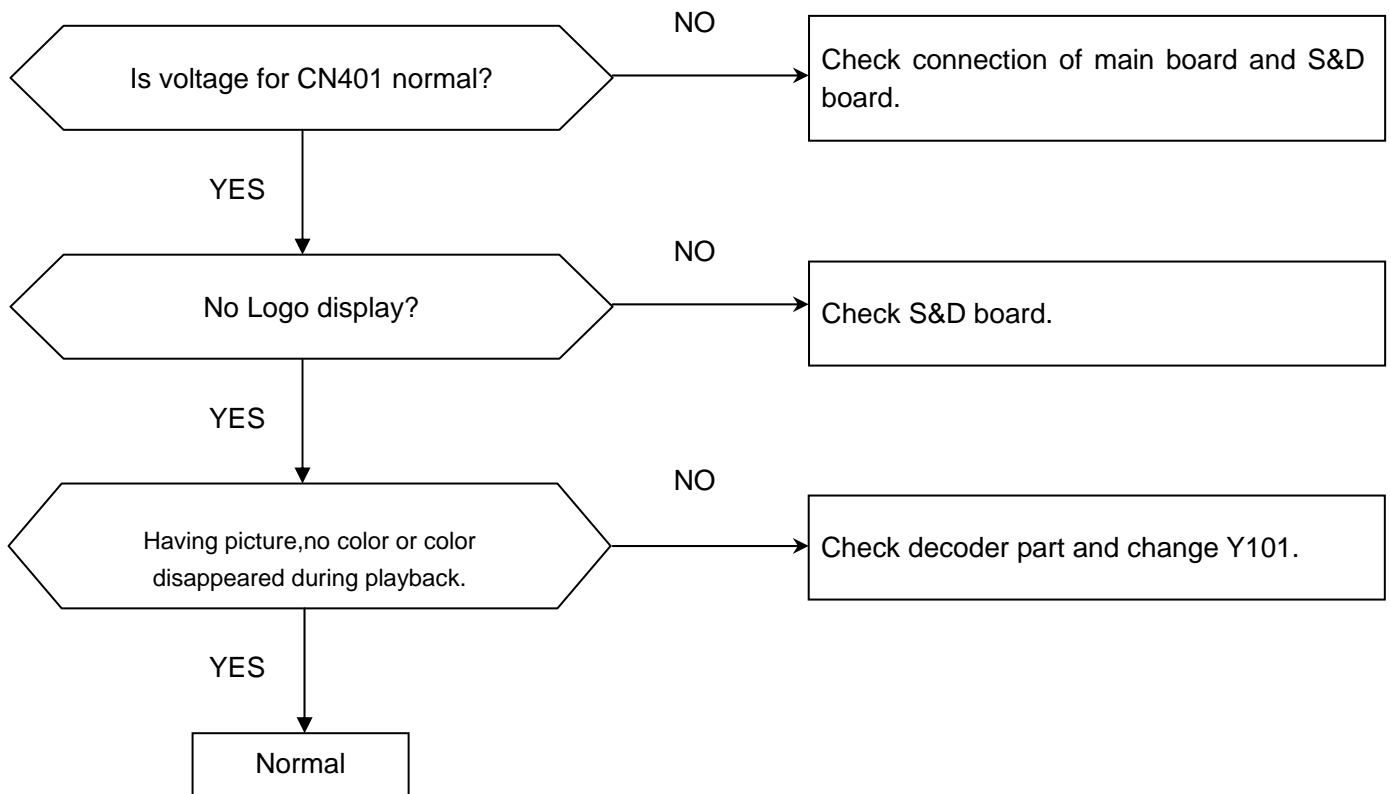 NO
Is voltage for CN401 normal?
Check connection of main board and S&D
board.
YES
NO
No Logo display?
Check S&D board.
YES
NO
Having picture,no color or color
disappeared during playback.
Check decoder part and change Y101.
YES
Normal